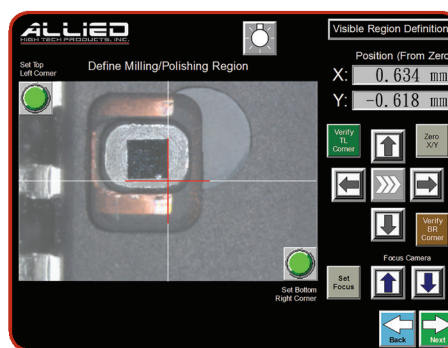 ALLIED
HIGH TECH PRODUCTS, INC.
Visible Region Definition
Set Top
Left Corner
Define Milling/Polishing Region
Position (From Zero
X: 0.634 mm
Y: -0.618 mm
Verify
TL
Corner
Zero
X/Y
Verify
BR
Corner
Focus Camera
Set
Focus
Set Bottom
Right Corner
Back
Next